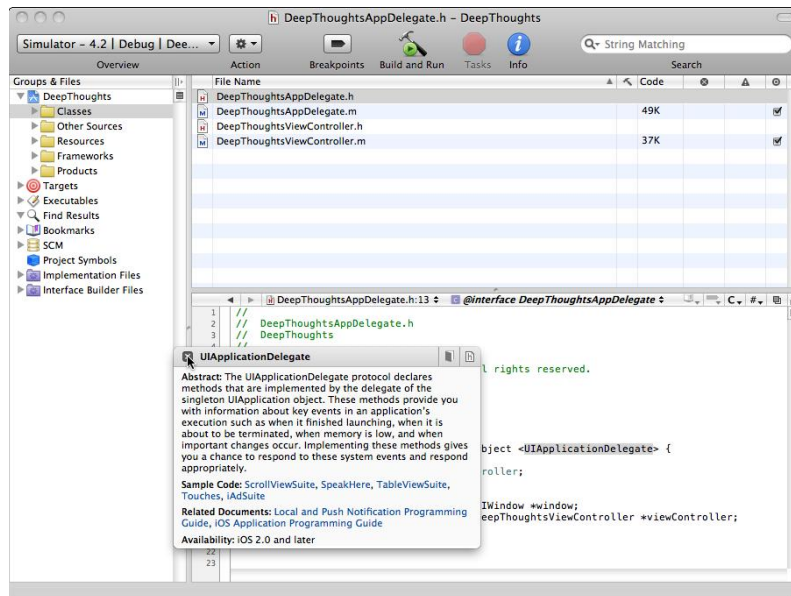 DeepThoughtsAppDelegate.h – DeepThoughts
Simulator - 4.2 | Debug | Dee...
String Matching
Overview Action Breakpoints Build and Run Tasks Info Search
Groups & Files File Name Code
DeepThoughts
Classes
Other Sources
Resources
Frameworks
Products
Targets
Executables
Find Results
Bookmarks
SCM
Project Symbols
Implementation Files
Interface Builder Files
DeepThoughtsAppDelegate.h
DeepThoughtsAppDelegate.m 49K
DeepThoughtsViewController.h
DeepThoughtsViewController.m 37K
DeepThoughtsAppDelegate.h:13 @interface DeepThoughtsAppDelegate C #
1 //
2 // DeepThoughtsAppDelegate.h
3 // DeepThoughts
4 //
l rights reserved.
bject <UIApplicationDelegate> {
roller;
IWindow *window;
eepThoughtsViewController *viewController;
22
23
UIApplicationDelegate
Abstract: The UIApplicationDelegate protocol declares
methods that are implemented by the delegate of the
singleton UIApplication object. These methods provide you
with information about key events in an application's
execution such as when it finished launching, when it is
about to be terminated, when memory is low, and when
important changes occur. Implementing these methods gives
you a chance to respond to these system events and respond
appropriately.
Sample Code: ScrollViewSuite, SpeakHere, TableViewSuite,
Touches, iAdSuite
Related Documents: Local and Push Notification Programming
Guide, iOS Application Programming Guide
Availability: iOS 2.0 and later